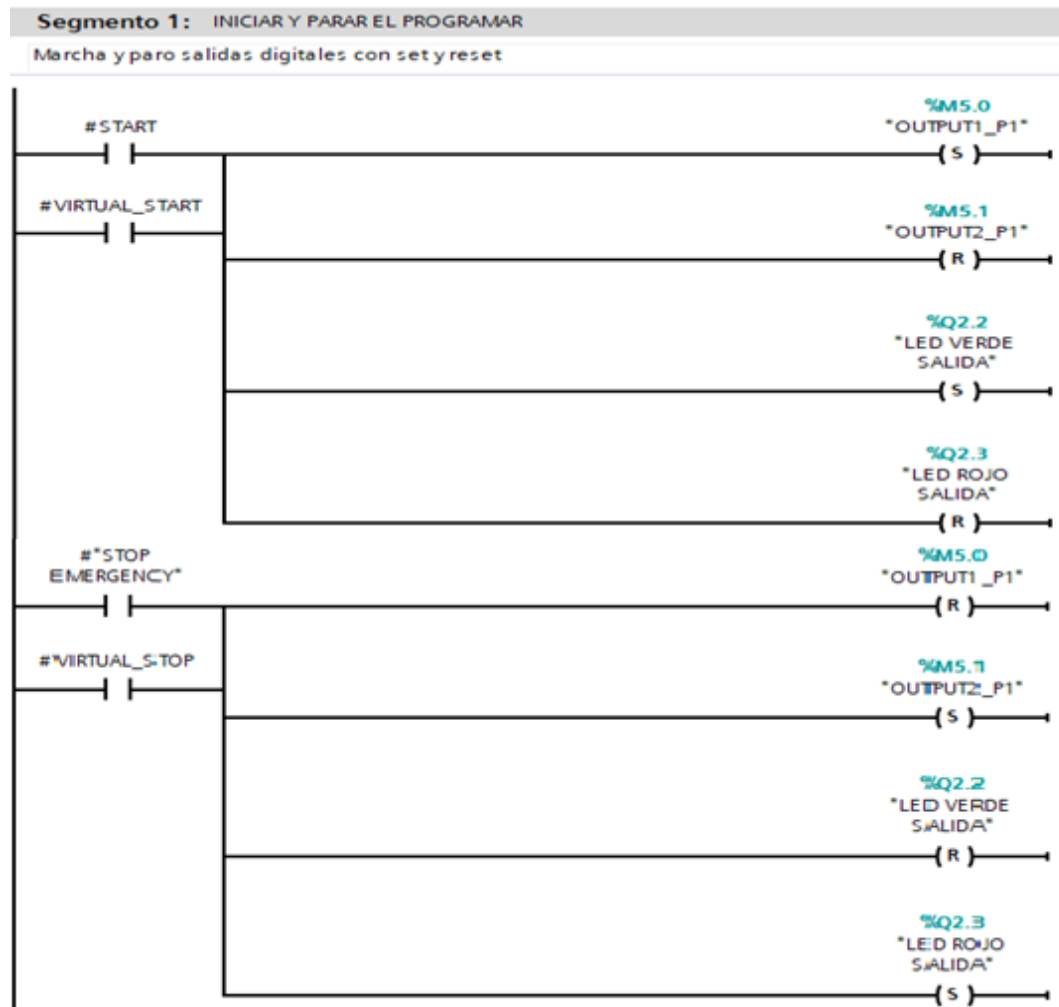 Segmento 1: INICIAR Y PARAR EL PROGRAMAR
Marcha y paro salidas digitales con set y reset
#START
%M5.0
"OUTPUT1_P1"
( S )
#VIRTUAL_START
%M5.1
"OUTPUT2_P1"
( R )
%Q2.2
"LED VERDE
SALIDA"
( S )
%Q2.3
"LED ROJO
SALIDA"
( R )
#"STOP
EMERGENCY"
%M5.0
"OUTPUT1_P1"
( R )
#"VIRTUAL_STOP
%M5.1
"OUTPUT2_P1"
( S )
%Q2.2
"LED VERDE
SALIDA"
( R )
%Q2.3
"LED ROJO
SALIDA"
( S )